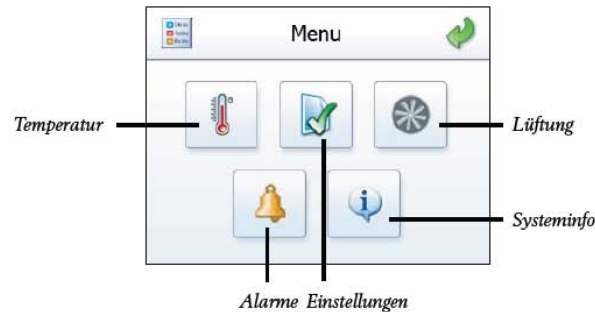 Menu
Temperatur
Lüftung
Systeminfo
Alarme Einstellungen